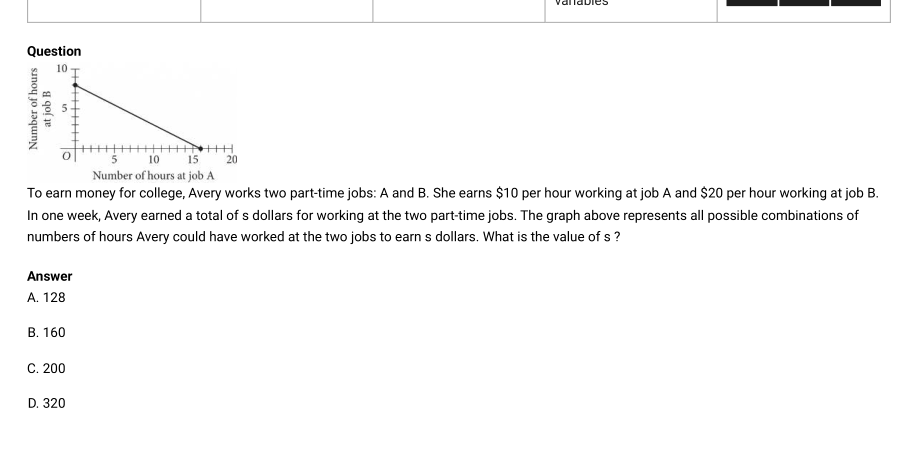 variables
Question
Number of hours
at job B
10
5
O
5 10 15 20
Number of hours at job A
To earn money for college, Avery works two part-time jobs: A and B. She earns $10 per hour working at job A and $20 per hour working at job B.
In one week, Avery earned a total of s dollars for working at the two part-time jobs. The graph above represents all possible combinations of
numbers of hours Avery could have worked at the two jobs to earn s dollars. What is the value of s ?
Answer
A. 128
B. 160
C. 200
D. 320